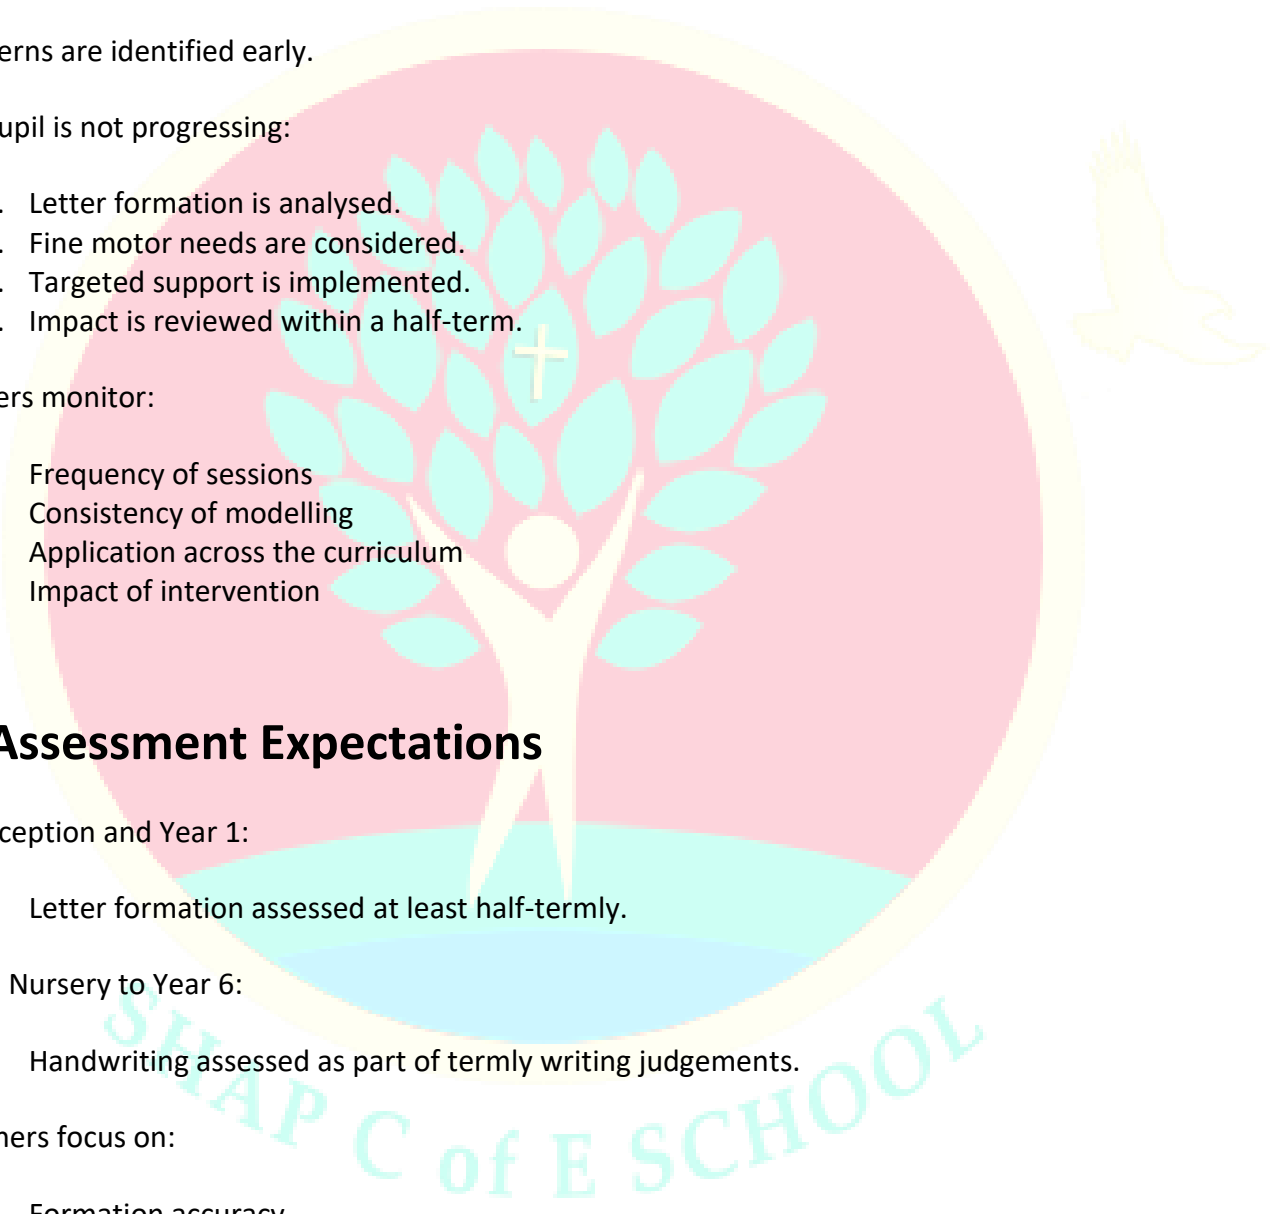 erns are identified early.
upil is not progressing:
. Letter formation is analysed.
. Fine motor needs are considered.
. Targeted support is implemented.
. Impact is reviewed within a half-term.
ers monitor:
Frequency of sessions
Consistency of modelling
Application across the curriculum
Impact of intervention
Assessment Expectations
ception and Year 1:
Letter formation assessed at least half-termly.
Nursery to Year 6:
Handwriting assessed as part of termly writing judgements.
hers focus on:
Formation accuracy
SHAP C of E SCHOOL